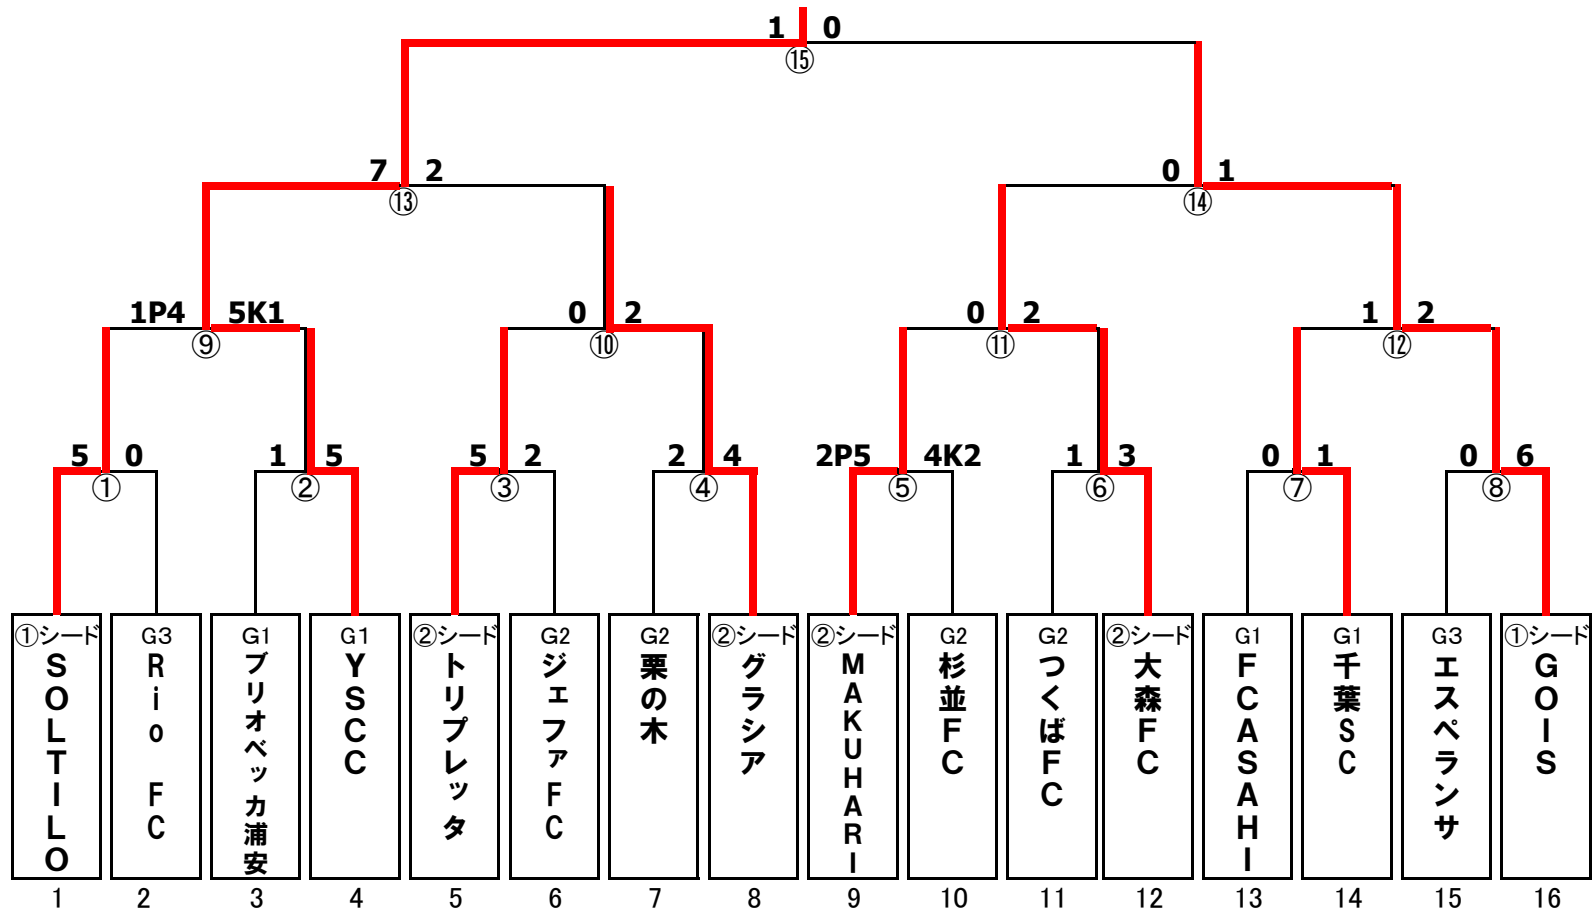 1 0
⑮
7 2 0 1
⑬ ⑭
1P4 5K1 0 2 0 2 1 2
⑨ ⑩ ⑪ ⑫
5 0 1 5 5 2 2 4 2P5 4K2 1 3 0 1 0 6
① ② ③ ④ ⑤ ⑥ ⑦ ⑧
①シード G3 G1 G1 ②シード G2 G2 ②シード ②シード G2 G2 ②シード G1 G1 G3 ①シード
SOLTILO
Rio FC
ブリオベッカ浦安
YSCC
トリプレッタ
ジェファFC
栗の木
グラシア
MAKUHARI
杉並FC
つくばFC
大森FC
FCASAHI
千葉SC
エスペランサ
GOIS
1 2 3 4 5 6 7 8 9 10 11 12 13 14 15 16